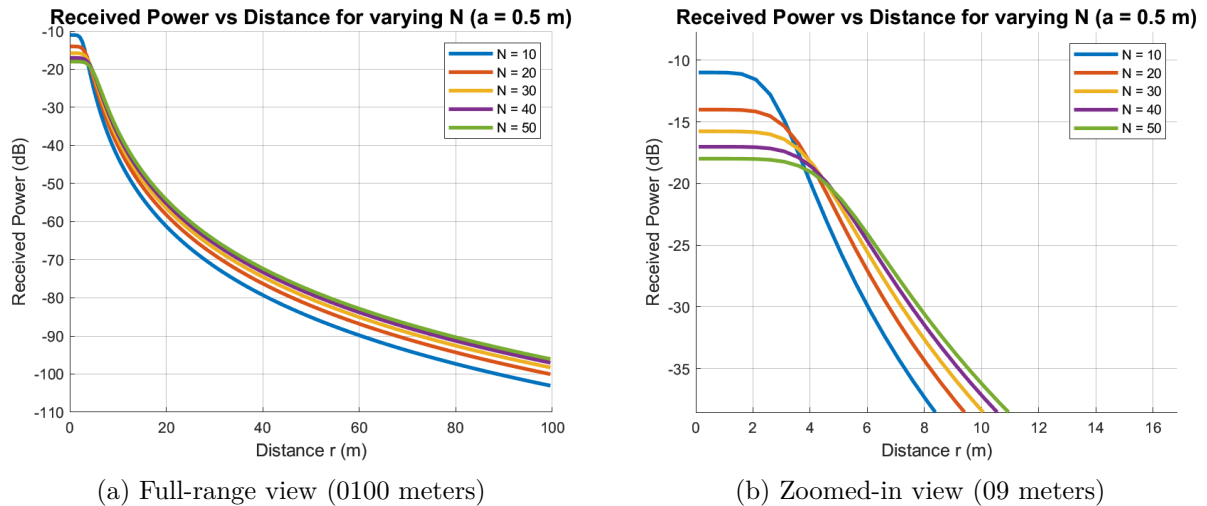 Received Power vs Distance for varying N (a = 0.5 m)
-10
-20
-30
-40
-50
-60
-70
-80
-90
-100
-110
0
20
40
60
80
100
Received Power (dB)
Distance r (m)
N = 10
N = 20
N = 30
N = 40
N = 50
(a) Full-range view (0100 meters)
Received Power vs Distance for varying N (a = 0.5 m)
-10
-15
-20
-25
-30
-35
0
2
4
6
8
10
12
14
16
Received Power (dB)
Distance r (m)
N = 10
N = 20
N = 30
N = 40
N = 50
(b) Zoomed-in view (09 meters)